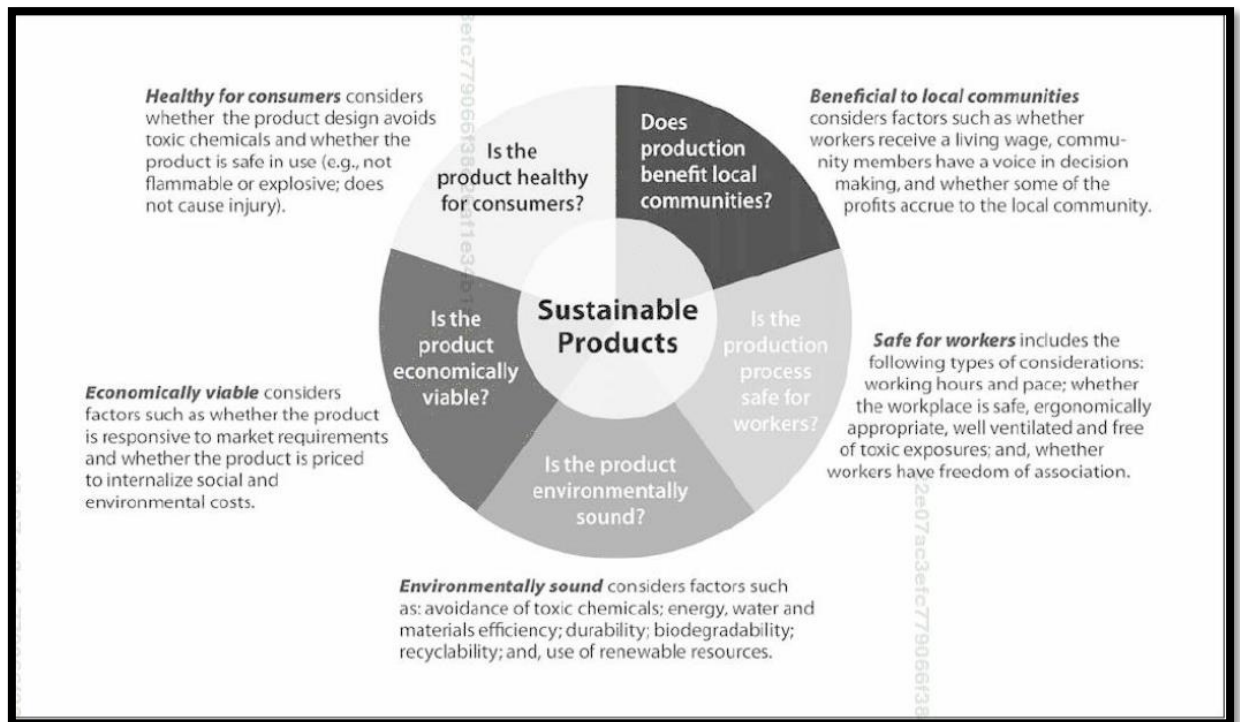 Healthy for consumers considers
whether the product design avoids
toxic chemicals and whether the
product is safe in use (e.g., not
flammable or explosive; does
not cause injury).
Is the
product healthy
for consumers?
Does
production
benefit local
communities?
Beneficial to local communities
considers factors such as whether
workers receive a living wage, commu-
nity members have a voice in decision
making, and whether some of the
profits accrue to the local community.
Sustainable
Products
Is the
product
economically
viable?
Is the
production
process
safe for
workers?
Economically viable considers
factors such as whether the product
is responsive to market requirements
and whether the product is priced
to internalize social and
environmental costs.
Safe for workers includes the
following types of considerations:
working hours and pace; whether
the workplace is safe, ergonomically
appropriate, well ventilated and free
of toxic exposures; and, whether
workers have freedom of association.
Is the product
environmentally
sound?
Environmentally sound considers factors such
as: avoidance of toxic chemicals; energy, water and
materials efficiency; durability; biodegradability;
recyclability; and, use of renewable resources.